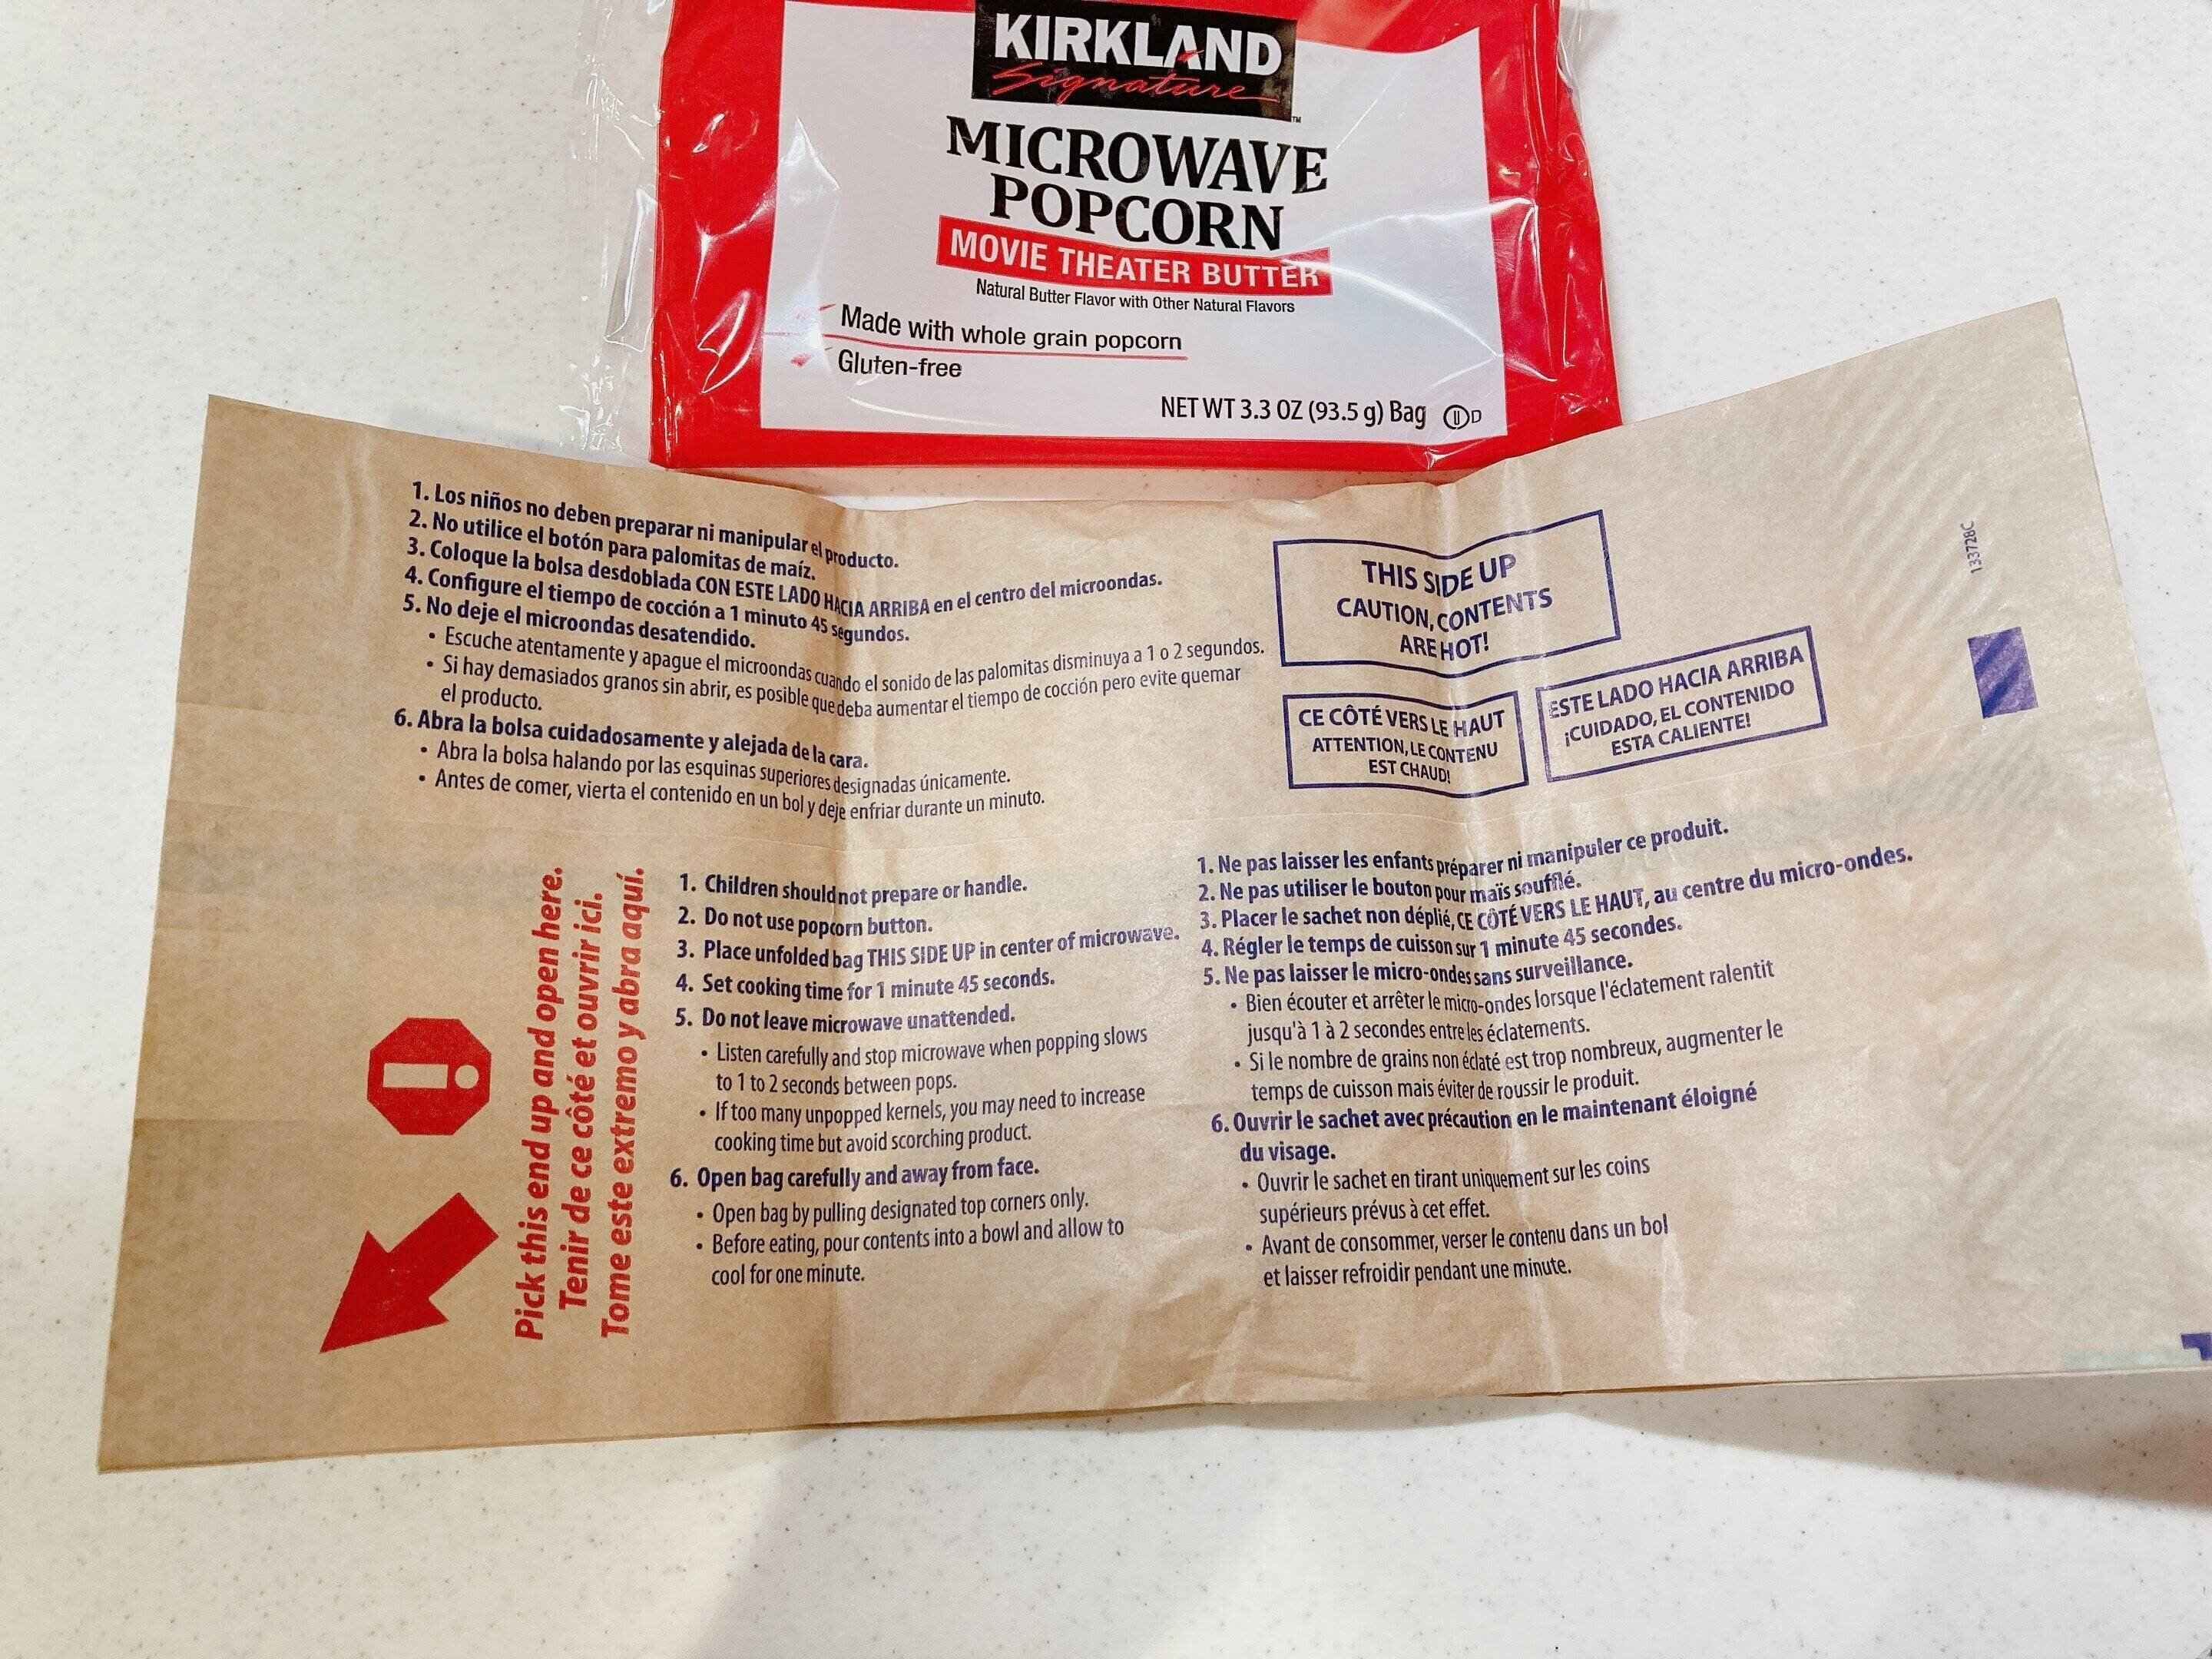 KIRKLAND
Signature
TM
MICROWAVE
POPCORN
MOVIE THEATER BUTTER
Natural Butter Flavor with Other Natural Flavors
Made with whole grain popcorn
Gluten-free
NET WT 3.3 OZ (93.5 g) Bag Ⓤ D
1. Los niños no deben preparar ni manipular el producto.
2. No utilice el botón para palomitas de maíz.
3. Coloque la bolsa desdoblada CON ESTE LADO HACIA ARRIBA en el centro del microondas.
4. Configure el tiempo de cocción a 1 minuto 45 segundos.
5. No deje el microondas desatendido.
• Escuche atentamente y apague el microondas cuando el sonido de las palomitas disminuya a 1 o 2 segundos.
• Si hay demasiados granos sin abrir, es posible que deba aumentar el tiempo de cocción pero evite quemar
el producto.
6. Abra la bolsa cuidadosamente y alejada de la cara.
• Abra la bolsa halando por las esquinas superiores designadas únicamente.
• Antes de comer, vierta el contenido en un bol y deje enfriar durante un minuto.
THIS SIDE UP
CAUTION, CONTENTS
ARE HOT!
CE CÔTÉ VERS LE HAUT
ATTENTION, LE CONTENU
EST CHAUD!
ESTE LADO HACIA ARRIBA
¡CUIDADO, EL CONTENIDO
ESTA CALIENTE!
13728C
Pick this end up and open here.
Tenir de ce côté et ouvrir ici.
Tome este extremo y abra aquí.
1. Children should not prepare or handle.
2. Do not use popcorn button.
3. Place unfolded bag THIS SIDE UP in center of microwave.
4. Set cooking time for 1 minute 45 seconds.
5. Do not leave microwave unattended.
• Listen carefully and stop microwave when popping slows
to 1 to 2 seconds between pops.
• If too many unpopped kernels, you may need to increase
cooking time but avoid scorching product.
6. Open bag carefully and away from face.
• Open bag by pulling designated top corners only.
• Before eating, pour contents into a bowl and allow to
cool for one minute.
1. Ne pas laisser les enfants préparer ni manipuler ce produit.
2. Ne pas utiliser le bouton pour maïs soufflé.
3. Placer le sachet non déplié, CE CÔTÉ VERS LE HAUT, au centre du micro-ondes.
4. Régler le temps de cuisson sur 1 minute 45 secondes.
5. Ne pas laisser le micro-ondes sans surveillance.
• Bien écouter et arrêter le micro-ondes lorsque l'éclatement ralentit
jusqu'à 1 à 2 secondes entre les éclatements.
• Si le nombre de grains non éclaté est trop nombreux, augmenter le
temps de cuisson mais éviter de roussir le produit.
6. Ouvrir le sachet avec précaution en le maintenant éloigné
du visage.
• Ouvrir le sachet en tirant uniquement sur les coins
supérieurs prévus à cet effet.
• Avant de consommer, verser le contenu dans un bol
et laisser refroidir pendant une minute.